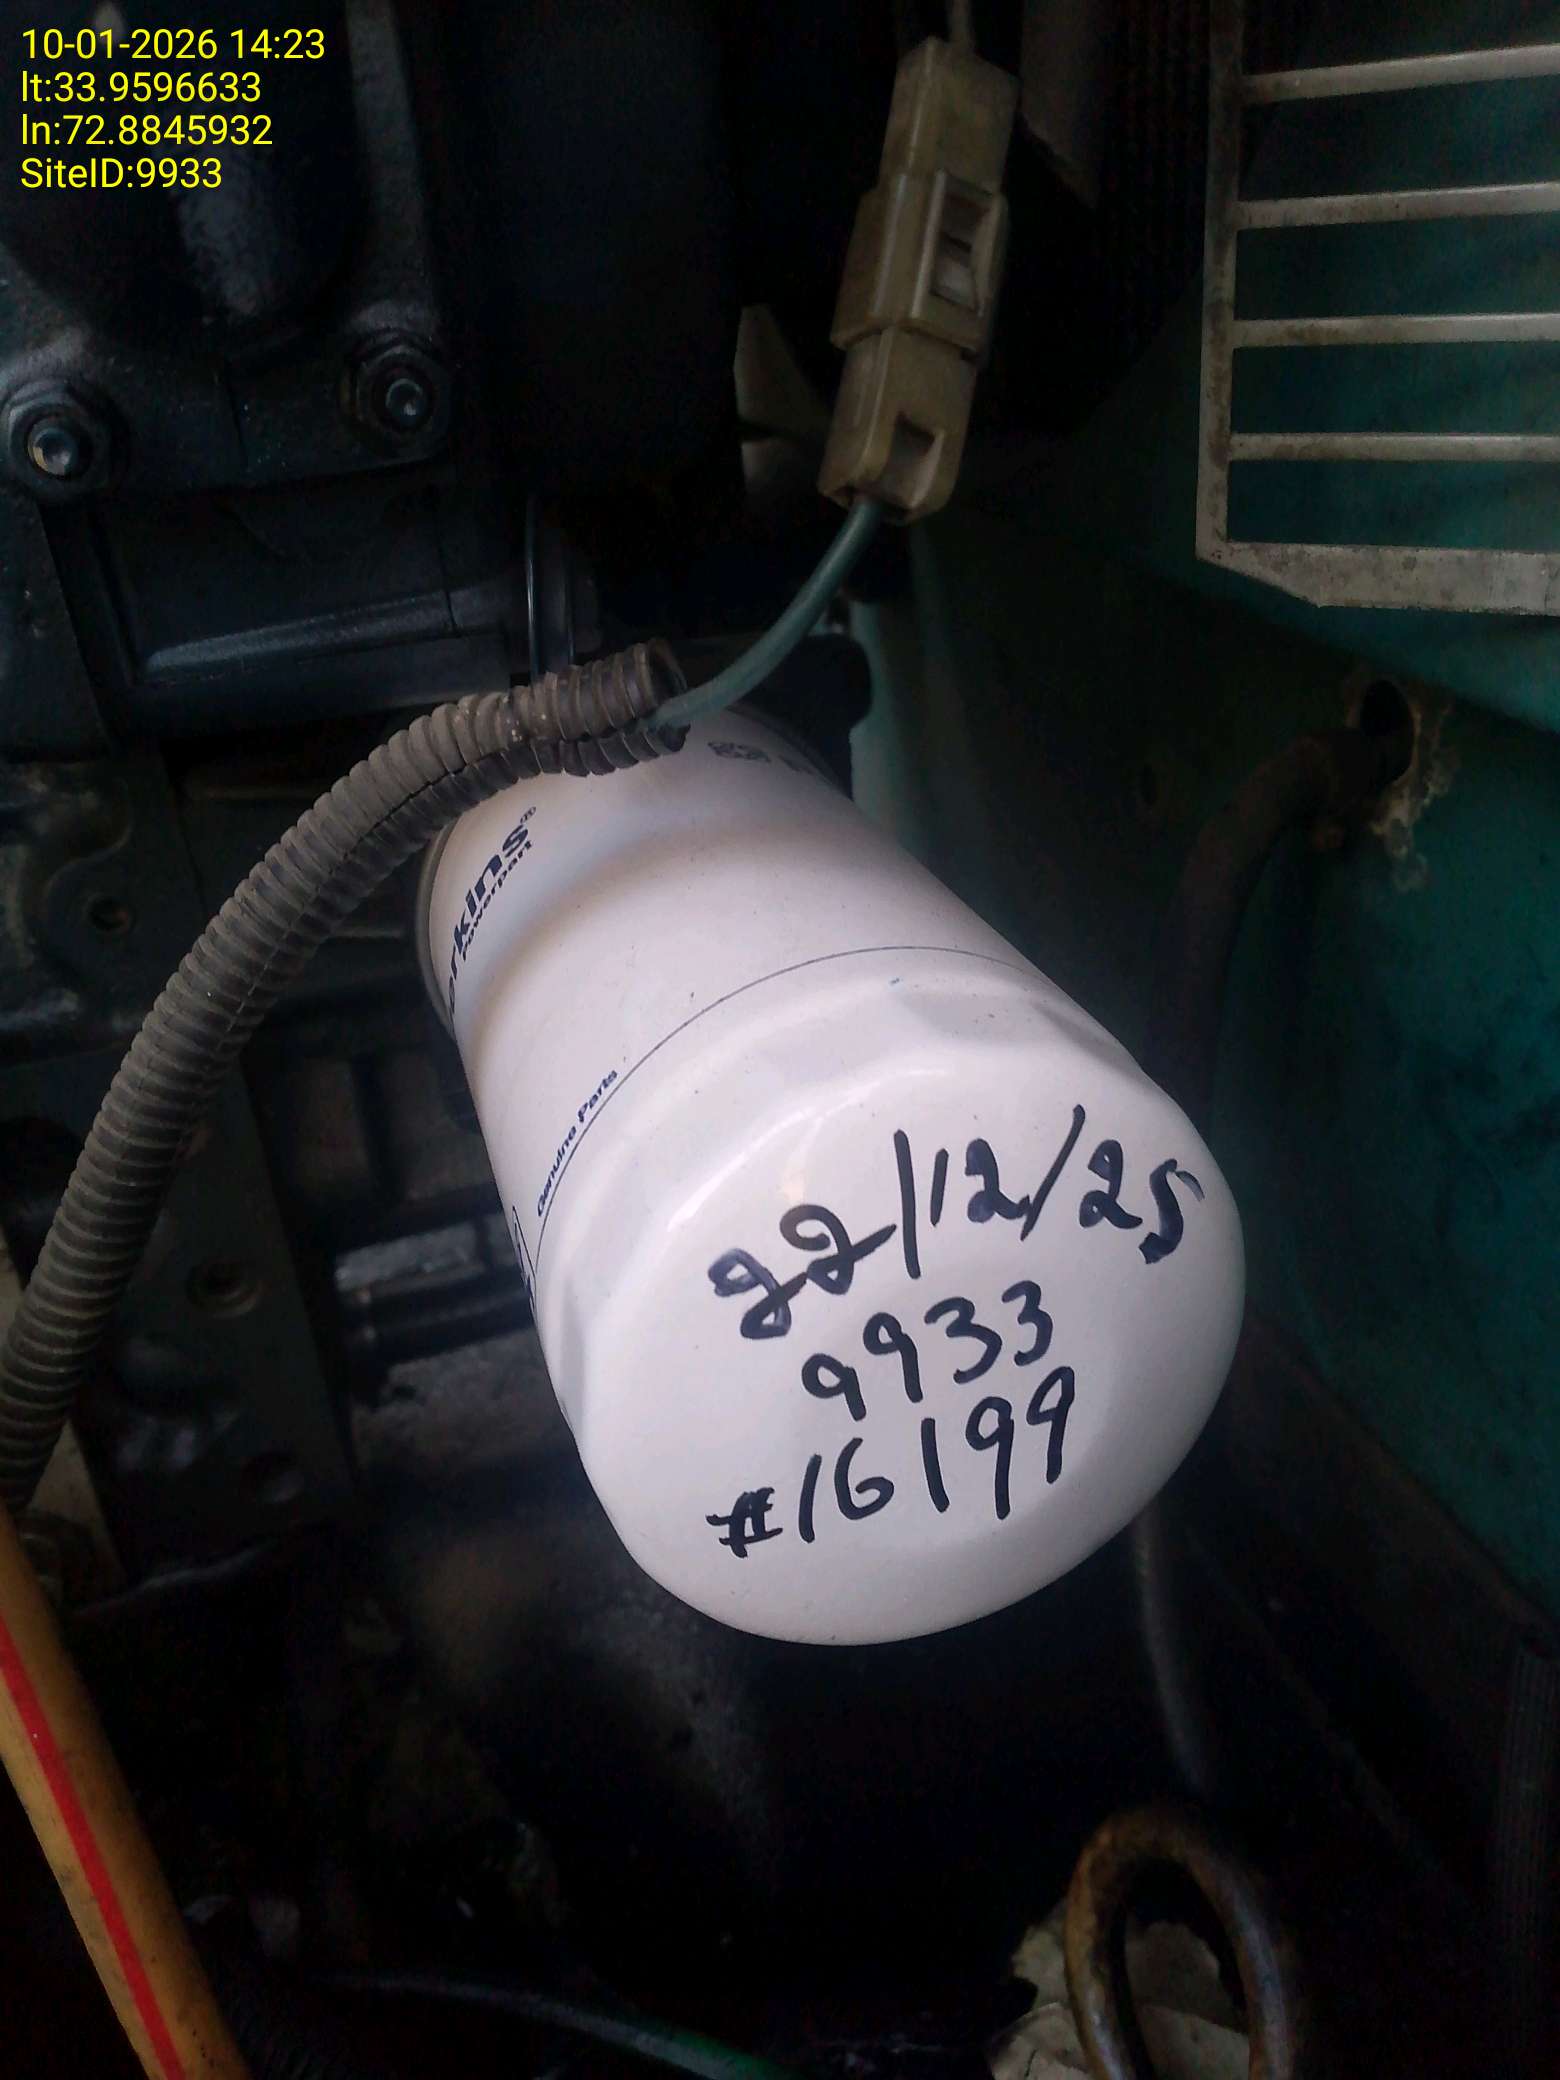 10-01-2026 14:23
lt:33.9596633
ln:72.8845932
SiteID:9933
Powerpart
Genuine Parts
22/12/25
9933
#16199